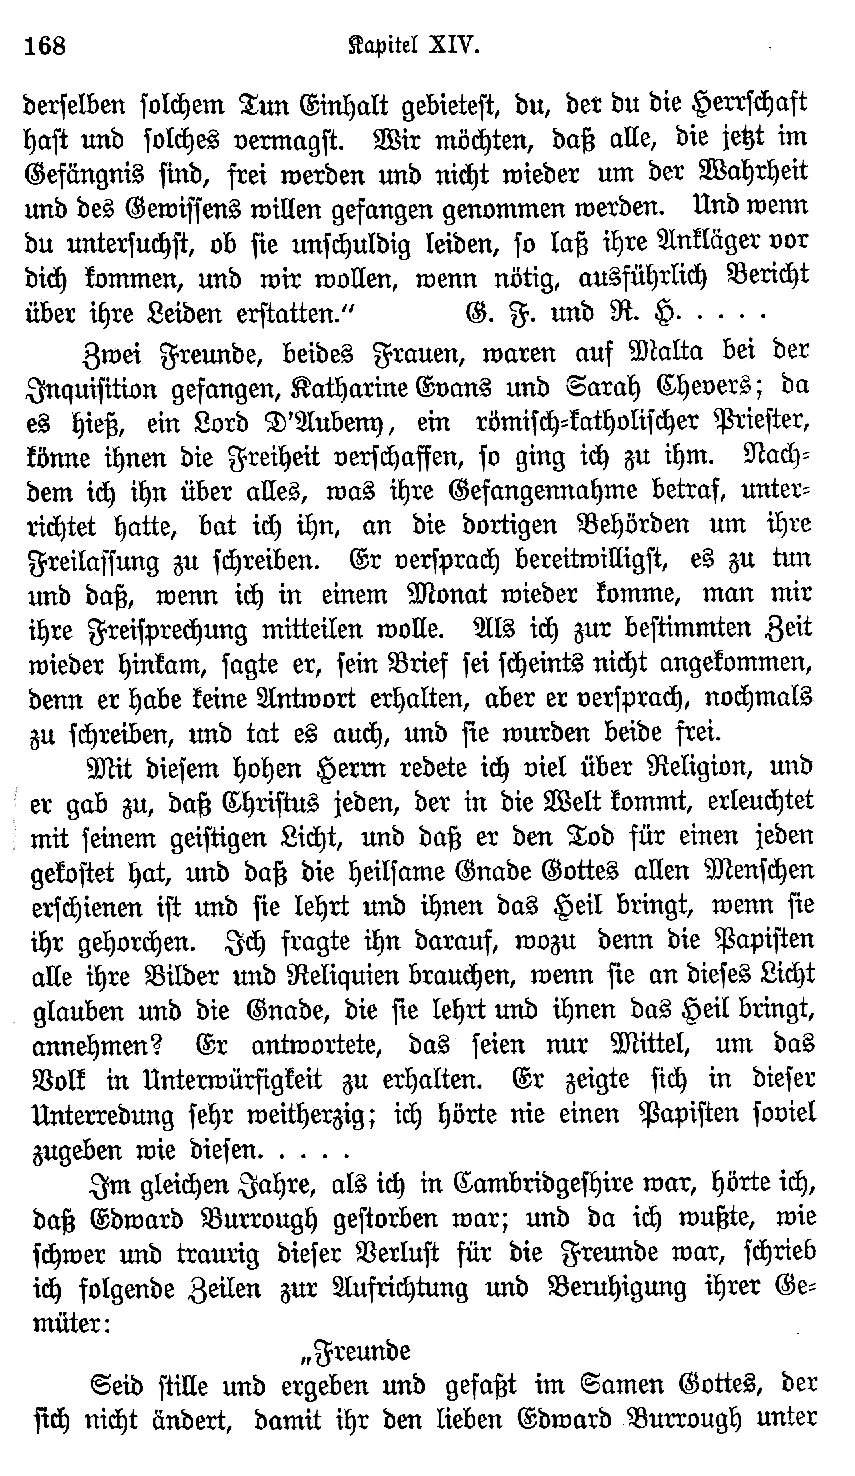 168 Kapitel XIV.
derselben solchem Tun Einhalt gebietest, du, der du die Herrschaft
hast und solches vermagst. Wir möchten, daß alle, die jetzt im
Gefängnis sind, frei werden und nicht wieder um der Wahrheit
und des Gewissens willen gefangen genommen werden. Und wenn
du untersuchst, ob sie unschuldig leiden, so laß ihre Ankläger vor
dich kommen, und wir wollen, wenn nötig, ausführlich Bericht
über ihre Leiden erstatten.“ G. F. und R. H. . . . .
Zwei Freunde, beides Frauen, waren auf Malta bei der
Inquisition gefangen, Katharine Evans und Sarah Chevers; da
es hieß, ein Lord D'Aubeny, ein römisch-katholischer Priester,
könne ihnen die Freiheit verschaffen, so ging ich zu ihm. Nach-
dem ich ihn über alles, was ihre Gefangennahme betraf, unter-
richtet hatte, bat ich ihn, an die dortigen Behörden um ihre
Freilassung zu schreiben. Er versprach bereitwilligst, es zu tun
und daß, wenn ich in einem Monat wieder komme, man mir
ihre Freisprechung mitteilen wolle. Als ich zur bestimmten Zeit
wieder hinkam, sagte er, sein Brief sei scheints nicht angekommen,
denn er habe keine Antwort erhalten, aber er versprach, nochmals
zu schreiben, und tat es auch, und sie wurden beide frei.
Mit diesem hohen Herrn redete ich viel über Religion, und
er gab zu, daß Christus jeden, der in die Welt kommt, erleuchtet
mit seinem geistigen Licht, und daß er den Tod für einen jeden
gekostet hat, und daß die heilsame Gnade Gottes allen Menschen
erschienen ist und sie lehrt und ihnen das Heil bringt, wenn sie
ihr gehorchen. Ich fragte ihn darauf, wozu denn die Papisten
alle ihre Bilder und Reliquien brauchen, wenn sie an dieses Licht
glauben und die Gnade, die sie lehrt und ihnen das Heil bringt,
annehmen? Er antwortete, das seien nur Mittel, um das
Volk in Unterwürfigkeit zu erhalten. Er zeigte sich in dieser
Unterredung sehr weitherzig; ich hörte nie einen Papisten soviel
zugeben wie diesen. . . . .
Im gleichen Jahre, als ich in Cambridgeshire war, hörte ich,
daß Edward Burrough gestorben war; und da ich wußte, wie
schwer und traurig dieser Verlust für die Freunde war, schrieb
ich folgende Zeilen zur Aufrichtung und Beruhigung ihrer Ge-
müter:
„Freunde
Seid stille und ergeben und gefaßt im Samen Gottes, der
sich nicht ändert, damit ihr den lieben Edward Burrough unter